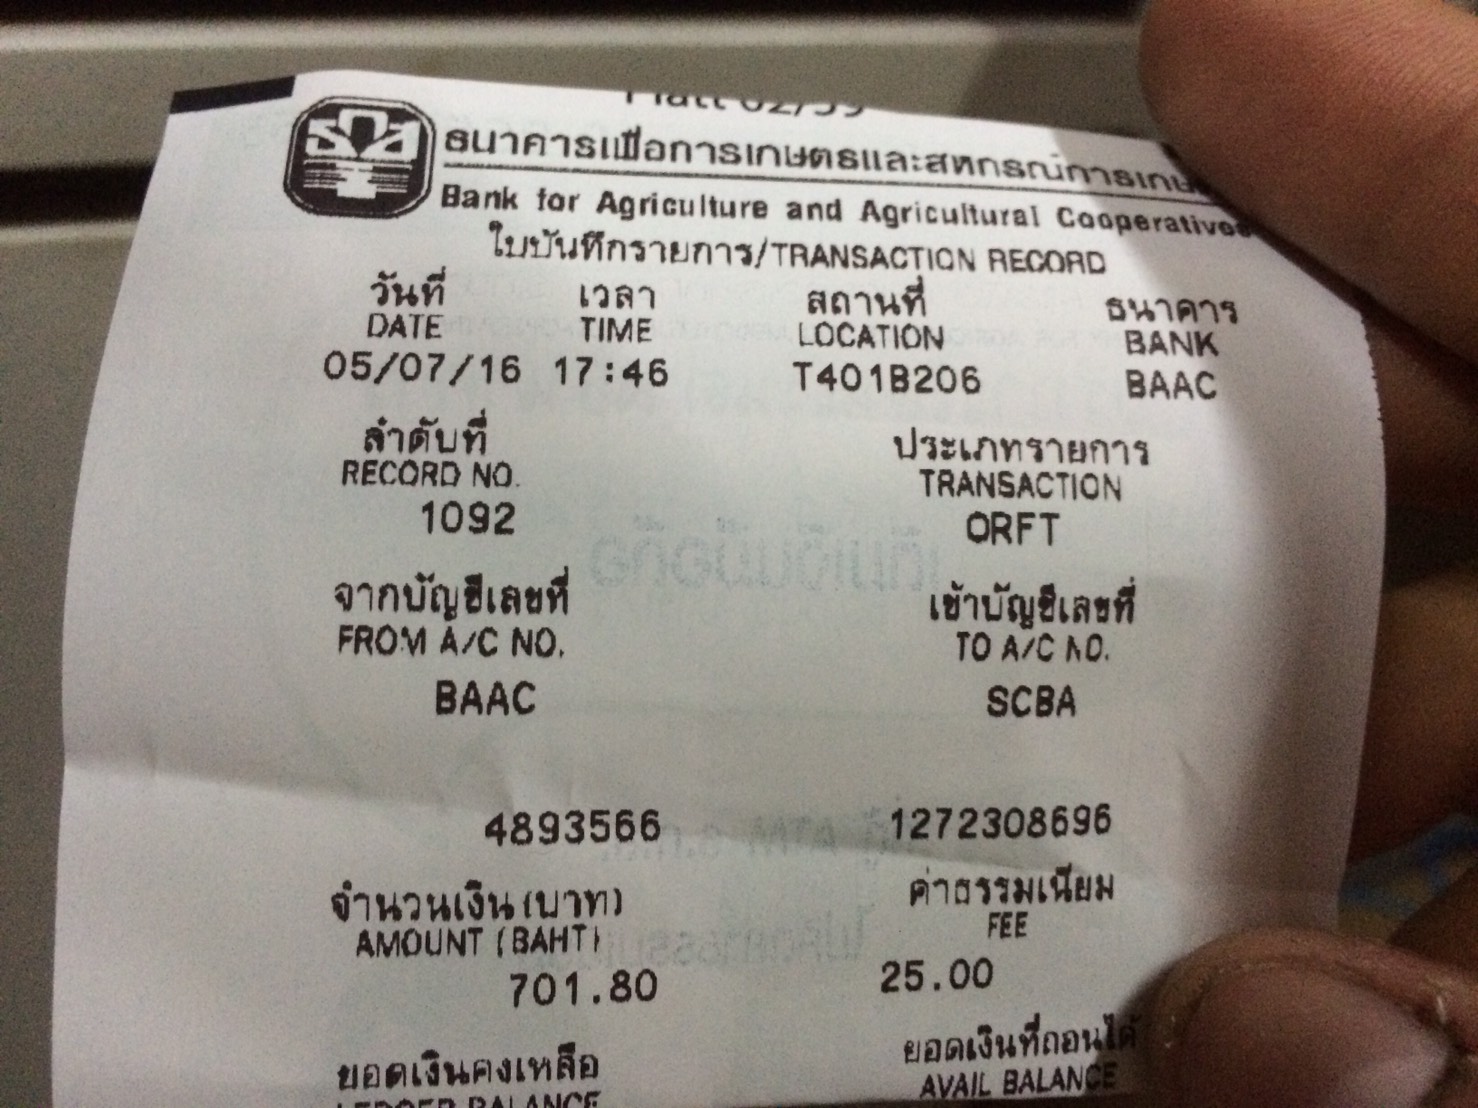 ธนาคารเพื่อการเกษตรและสหกรณ์การเกษ
Bank for Agriculture and Agricultural Cooperatives
ใบบันทึกรายการ/TRANSACTION RECORD
วันที่ เวลา สถานที่ ธนาคาร
DATE TIME LOCATION BANK
05/07/16 17:46 T401B206 BAAC
ลำดับที่ ประเภทรายการ
RECORD NO. TRANSACTION
1092 ORFT
จากบัญชีเลขที่ เข้าบัญชีเลขที่
FROM A/C NO. TO A/C NO.
BAAC SCBA
4893566 1272308696
จำนวนเงิน(บาท) ค่าธรรมเนียม
AMOUNT (BAHT) FEE
701.80 25.00
ยอดเงินคงเหลือ ยอดเงินที่ถอนได้
LEDGER BALANCE AVAIL BALANCE